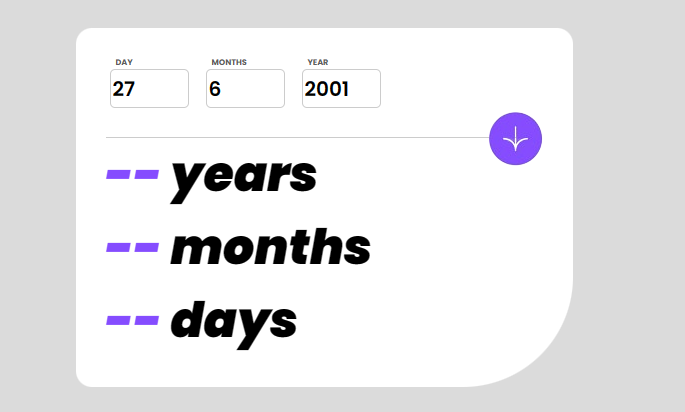 DAY MONTHS YEAR
27 6 2001
-- years
-- months
-- days